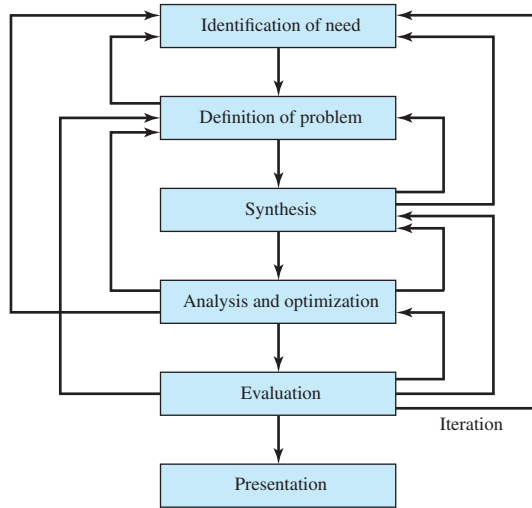 Identification of need
Definition of problem
Synthesis
Analysis and optimization
Evaluation
Iteration
Presentation